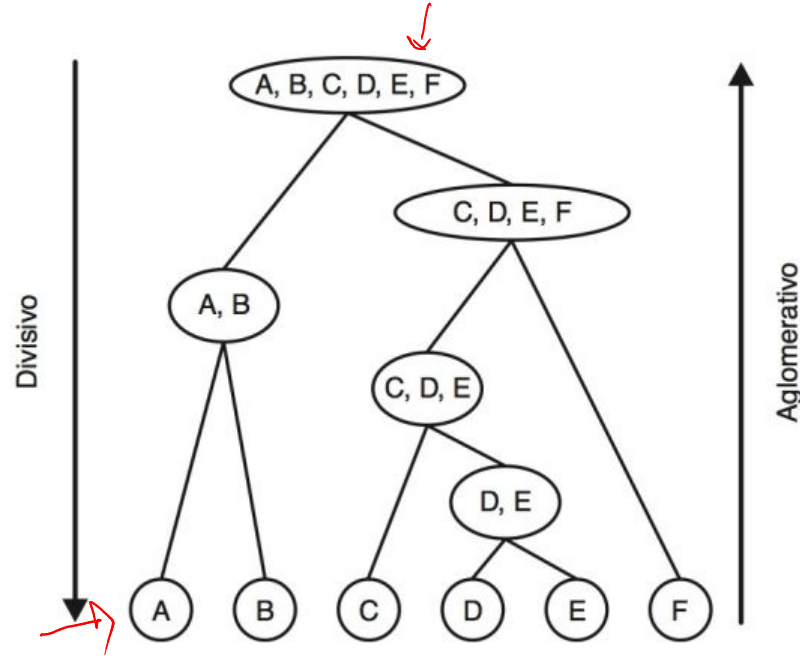 A, B, C, D, E, F
C, D, E, F
A, B
C, D, E
D, E
A
B
C
D
E
F
Divisivo
Aglomerativo